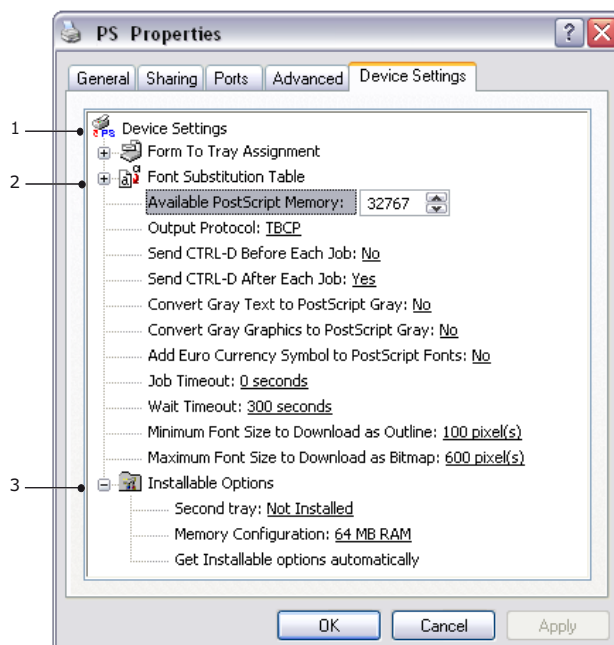 PS Properties
General Sharing Ports Advanced Device Settings
1 Device Settings
Form To Tray Assignment
2 Font Substitution Table
Available PostScript Memory: 32767
Output Protocol: TBCP
Send CTRL-D Before Each Job: No
Send CTRL-D After Each Job: Yes
Convert Gray Text to PostScript Gray: No
Convert Gray Graphics to PostScript Gray: No
Add Euro Currency Symbol to PostScript Fonts: No
Job Timeout: 0 seconds
Wait Timeout: 300 seconds
Minimum Font Size to Download as Outline: 100 pixel(s)
Maximum Font Size to Download as Bitmap: 600 pixel(s)
3 Installable Options
Second tray: Not Installed
Memory Configuration: 64 MB RAM
Get Installable options automatically
OK Cancel Apply